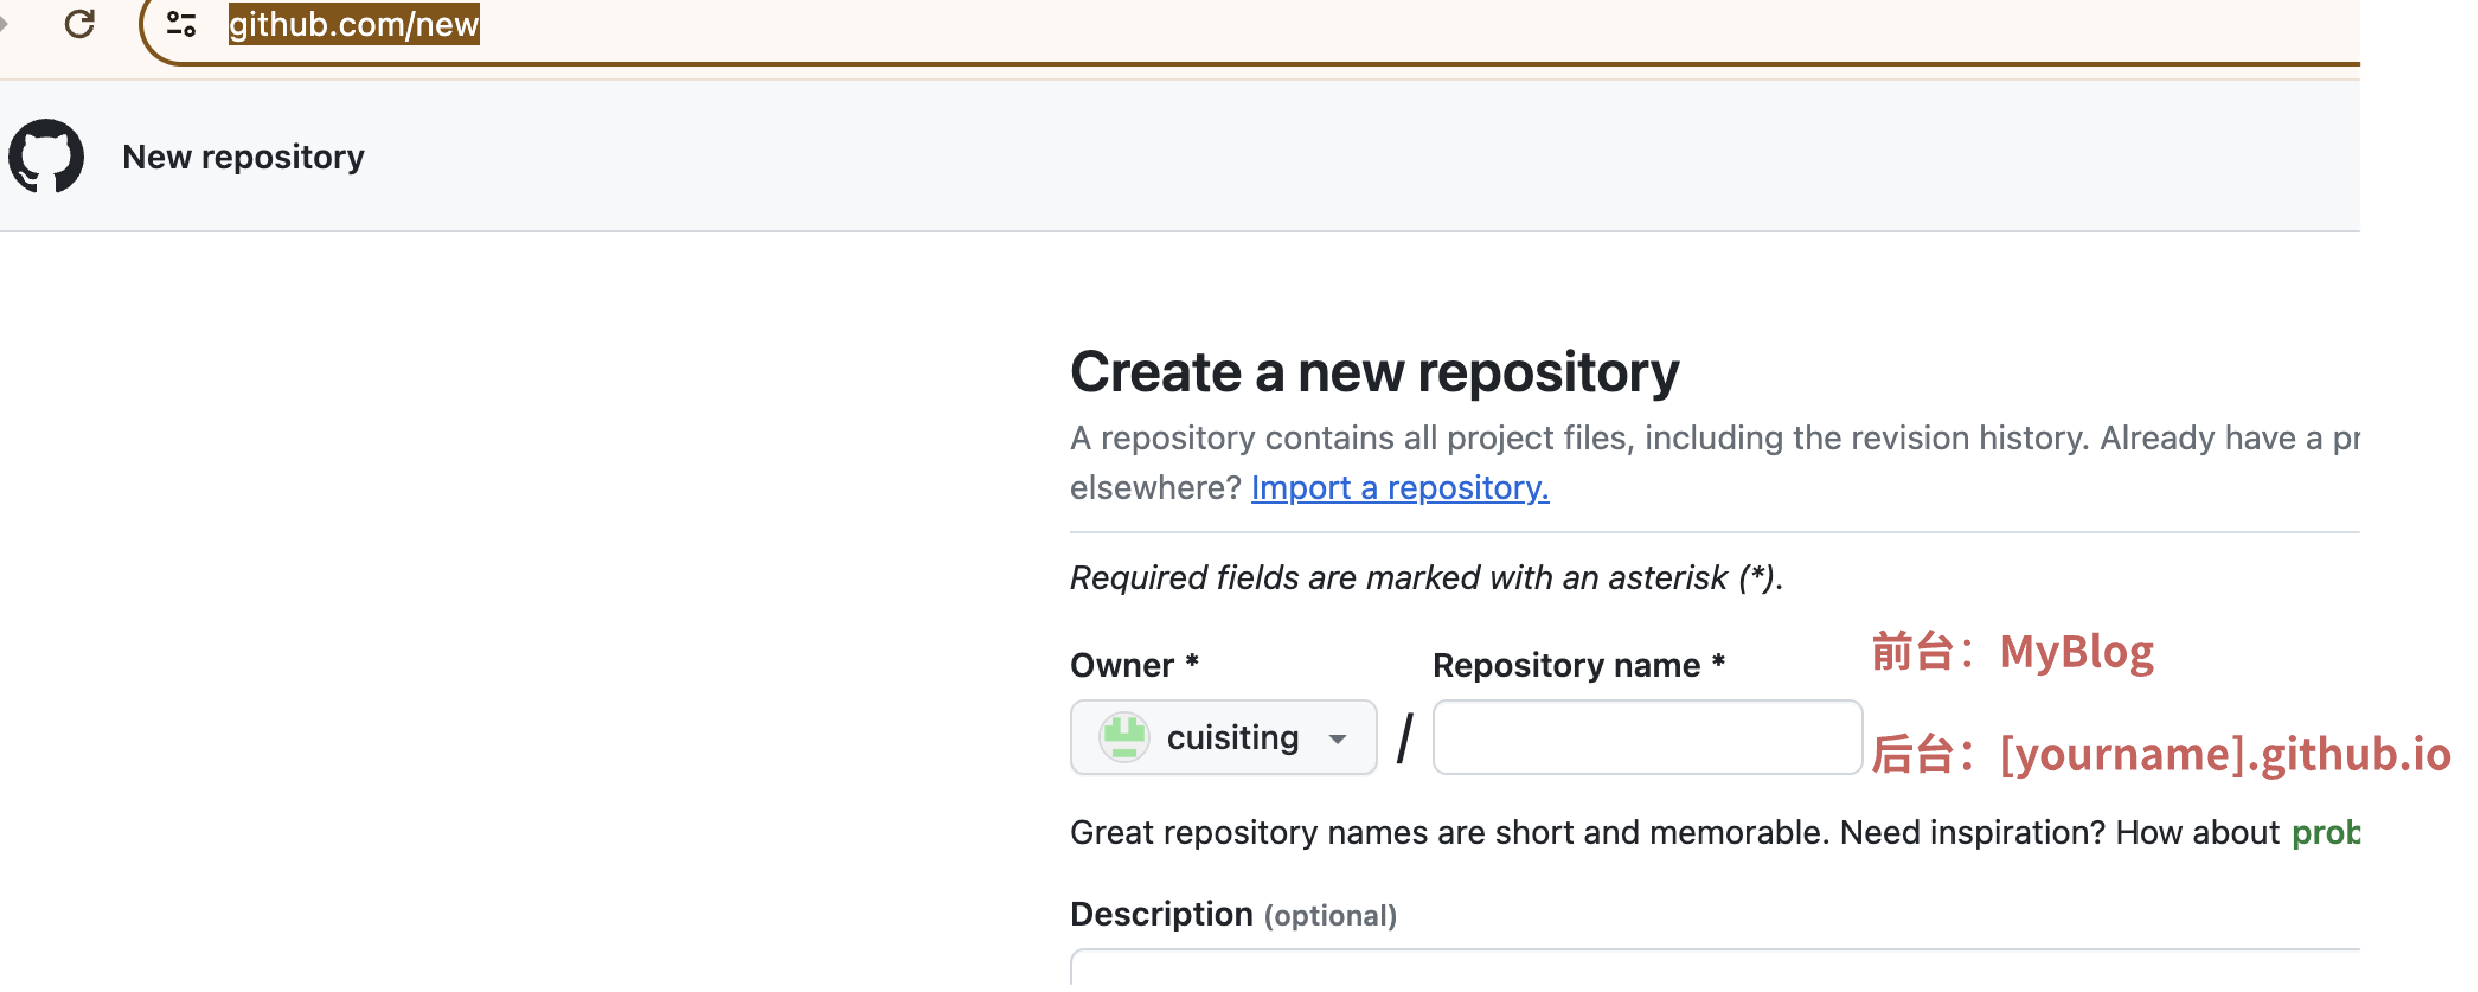 github.com/new
New repository
Create a new repository
A repository contains all project files, including the revision history. Already have a pr
elsewhere? Import a repository.
Required fields are marked with an asterisk (*).
Owner *
Repository name *
前台：MyBlog
cuisiting
/
后台：[yourname].github.io
Great repository names are short and memorable. Need inspiration? How about prob
Description (optional)